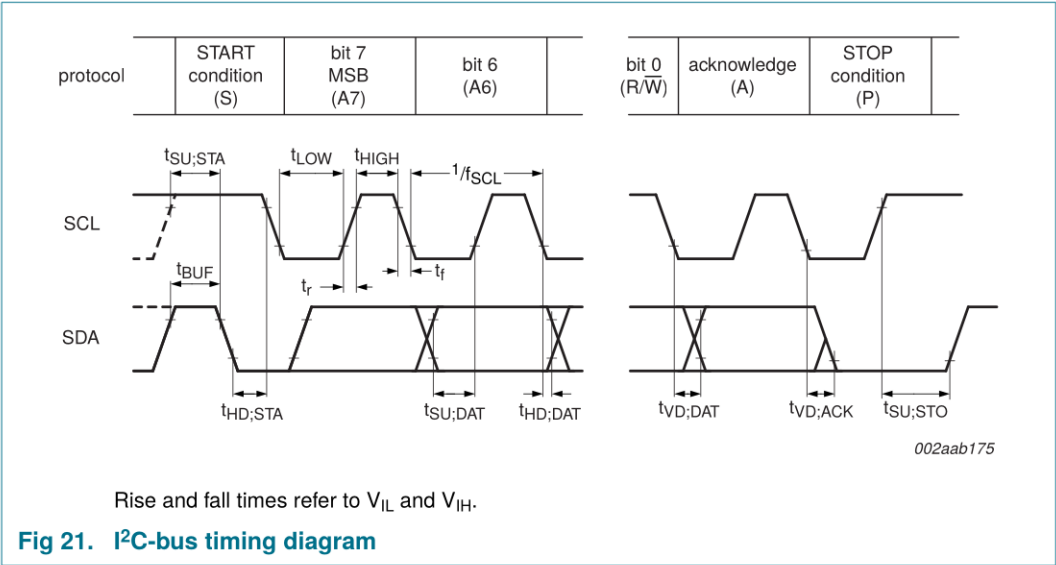 protocol
START
condition
(S)
bit 7
MSB
(A7)
bit 6
(A6)
bit 0
(R/W̅)
acknowledge
(A)
STOP
condition
(P)
tSU;STA
tLOW
tHIGH
1/fSCL
SCL
tBUF
tr
tf
SDA
tHD;STA
tSU;DAT
tHD;DAT
tVD;DAT
tVD;ACK
tSU;STO
002aab175
Rise and fall times refer to VIL and VIH.
Fig 21. I²C-bus timing diagram